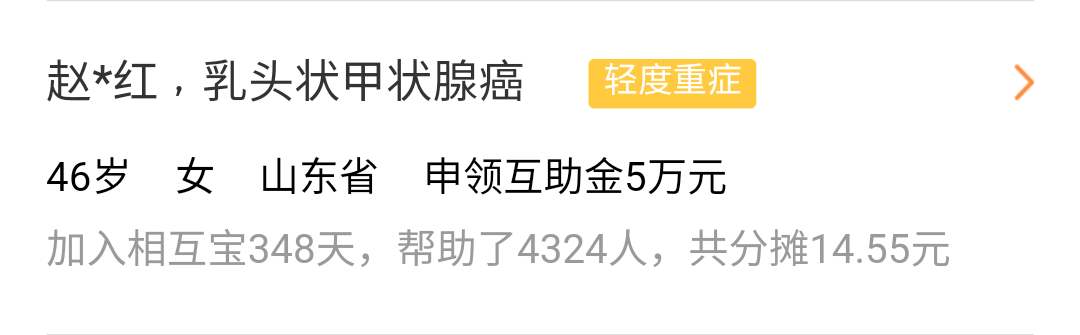 赵*红，乳头状甲状腺癌 轻度重症
46岁 女 山东省 申领互助金5万元
加入相互宝348天，帮助了4324人，共分摊14.55元